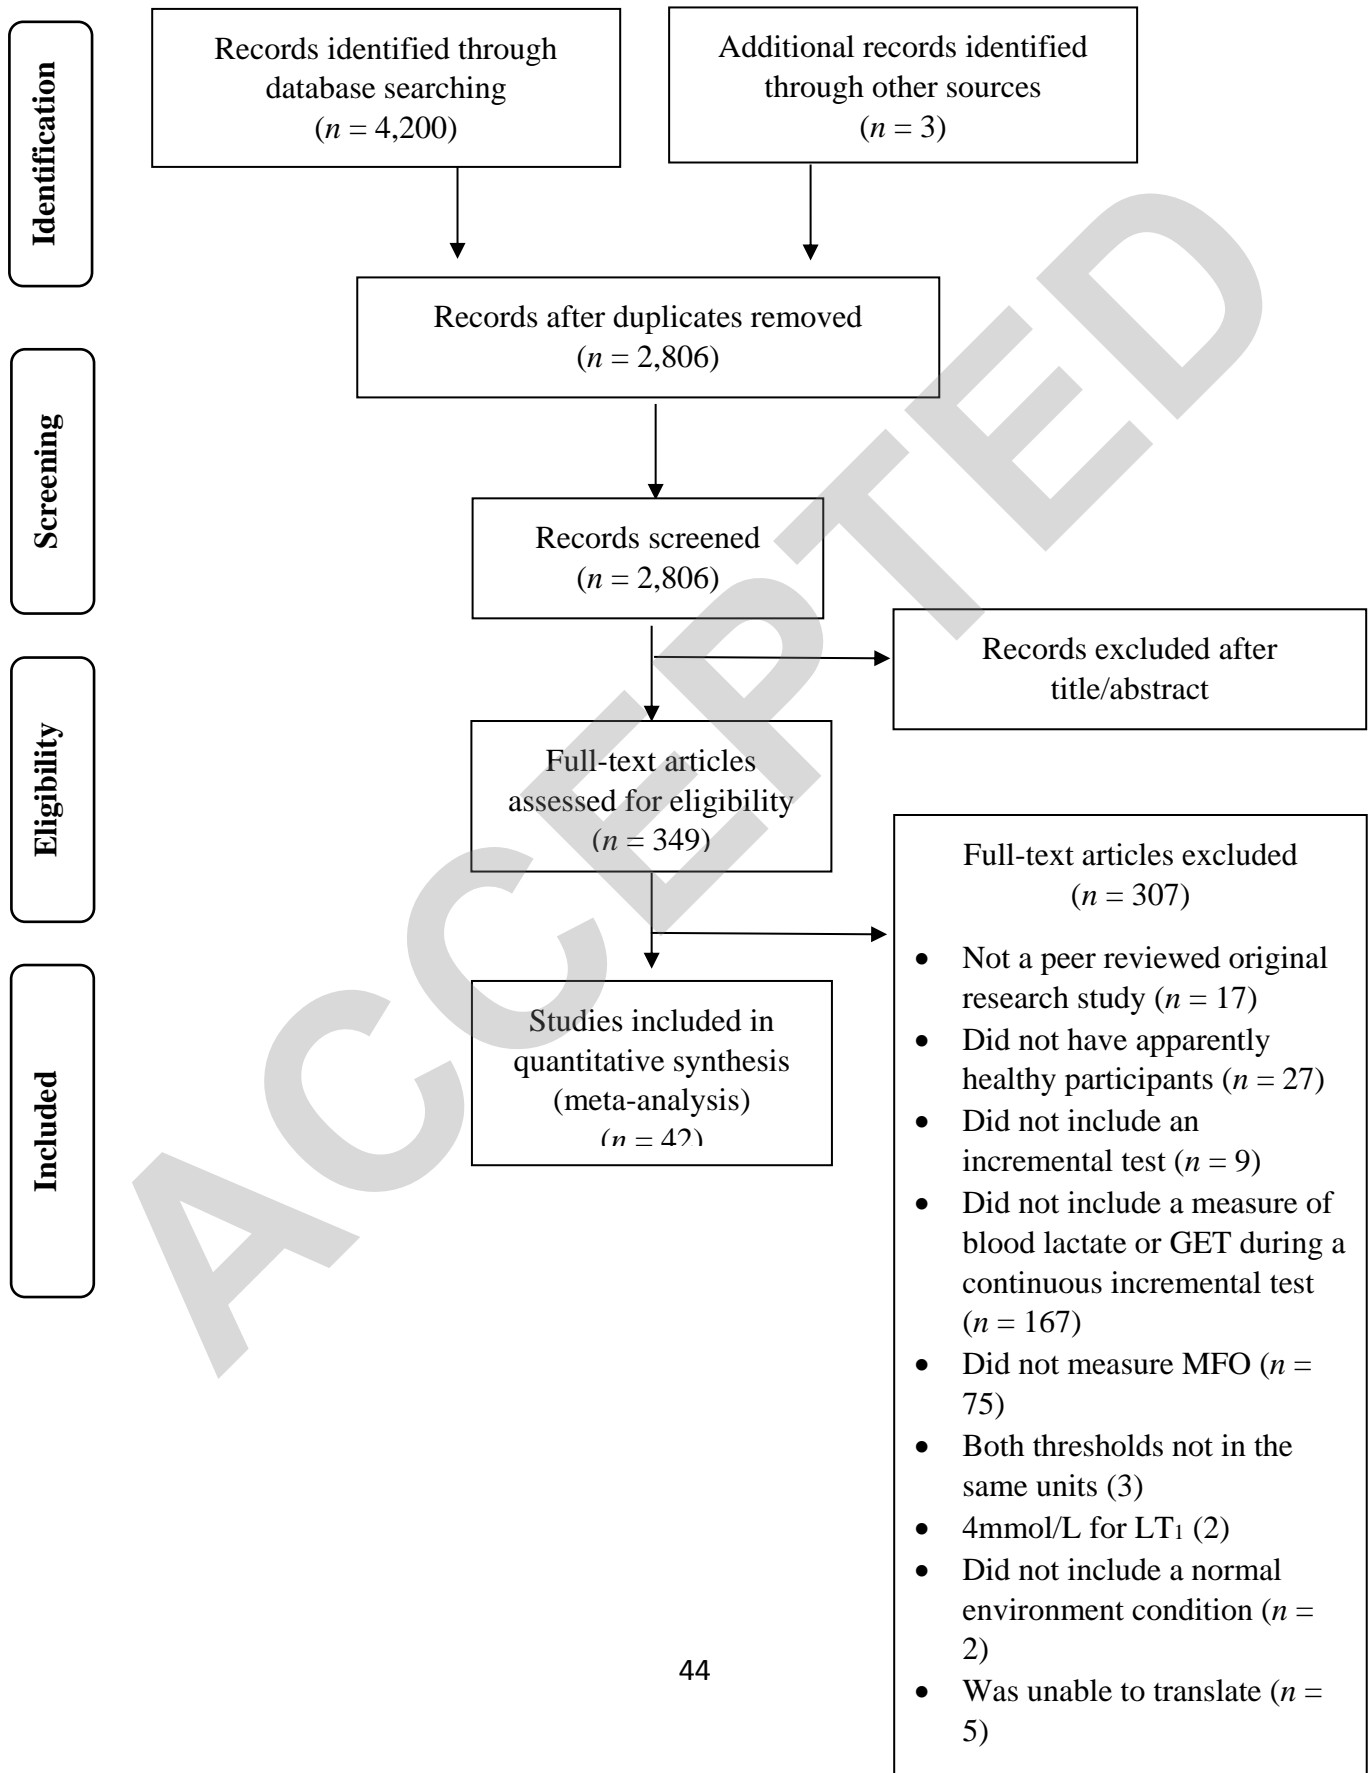 Identification
Records identified through
database searching
(n = 4,200)
Additional records identified
through other sources
(n = 3)
Records after duplicates removed
(n = 2,806)
Screening
Records screened
(n = 2,806)
Records excluded after
title/abstract
Eligibility
Full-text articles
assessed for eligibility
(n = 349)
Full-text articles excluded
(n = 307)
• Not a peer reviewed original
research study (n = 17)
• Did not have apparently
healthy participants (n = 27)
• Did not include an
incremental test (n = 9)
• Did not include a measure of
blood lactate or GET during a
continuous incremental test
(n = 167)
• Did not measure MFO (n =
75)
• Both thresholds not in the
same units (3)
• 4mmol/L for LT₁ (2)
• Did not include a normal
environment condition (n =
2)
• Was unable to translate (n =
5)
Included
Studies included in
quantitative synthesis
(meta-analysis)
(n = 42)
ACCEPTED
44